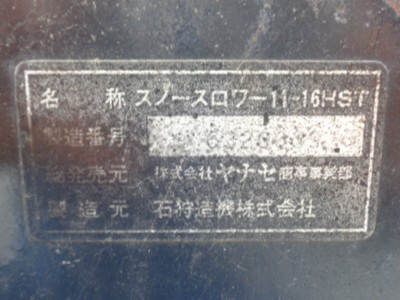 名称 スノースロワー11-16HST
製造番号
総発売元 株式会社ヤナセ商事事業部
製造元 石狩造機株式会社